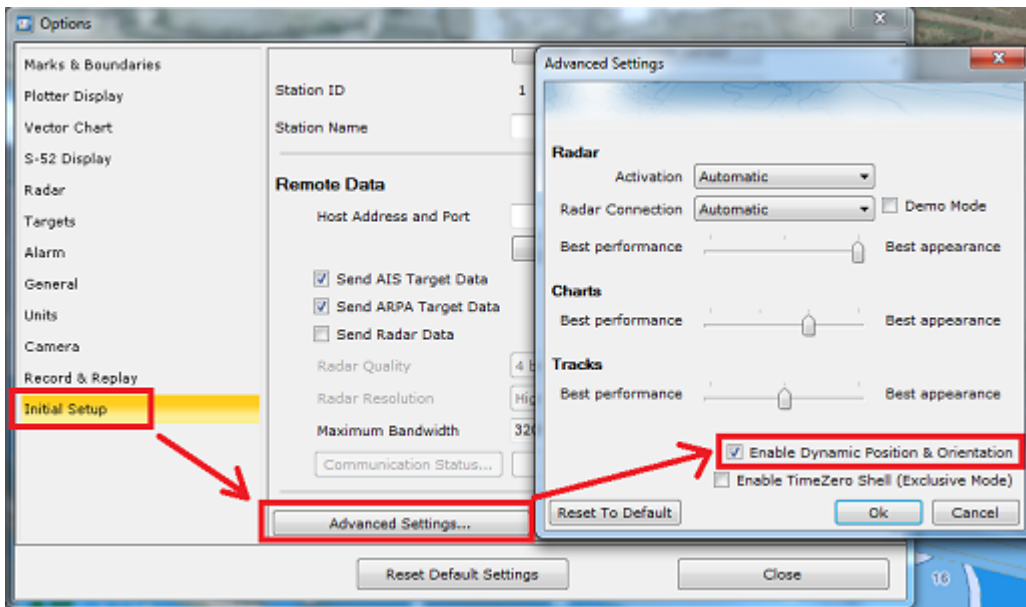 Options
Marks & Boundaries
Plotter Display
Vector Chart
S-52 Display
Radar
Targets
Alarm
General
Units
Camera
Record & Replay
Initial Setup
Station ID 1
Station Name
Remote Data
Host Address and Port
Send AIS Target Data
Send ARPA Target Data
Send Radar Data
Radar Quality
Radar Resolution
Maximum Bandwidth
Communication Status...
Advanced Settings...
Reset Default Settings
Close
Advanced Settings
Radar
Activation Automatic
Radar Connection Automatic Demo Mode
Best performance Best appearance
Charts
Best performance Best appearance
Tracks
Best performance Best appearance
Enable Dynamic Position & Orientation
Enable TimeZero Shell (Exclusive Mode)
Reset To Default Ok Cancel
16